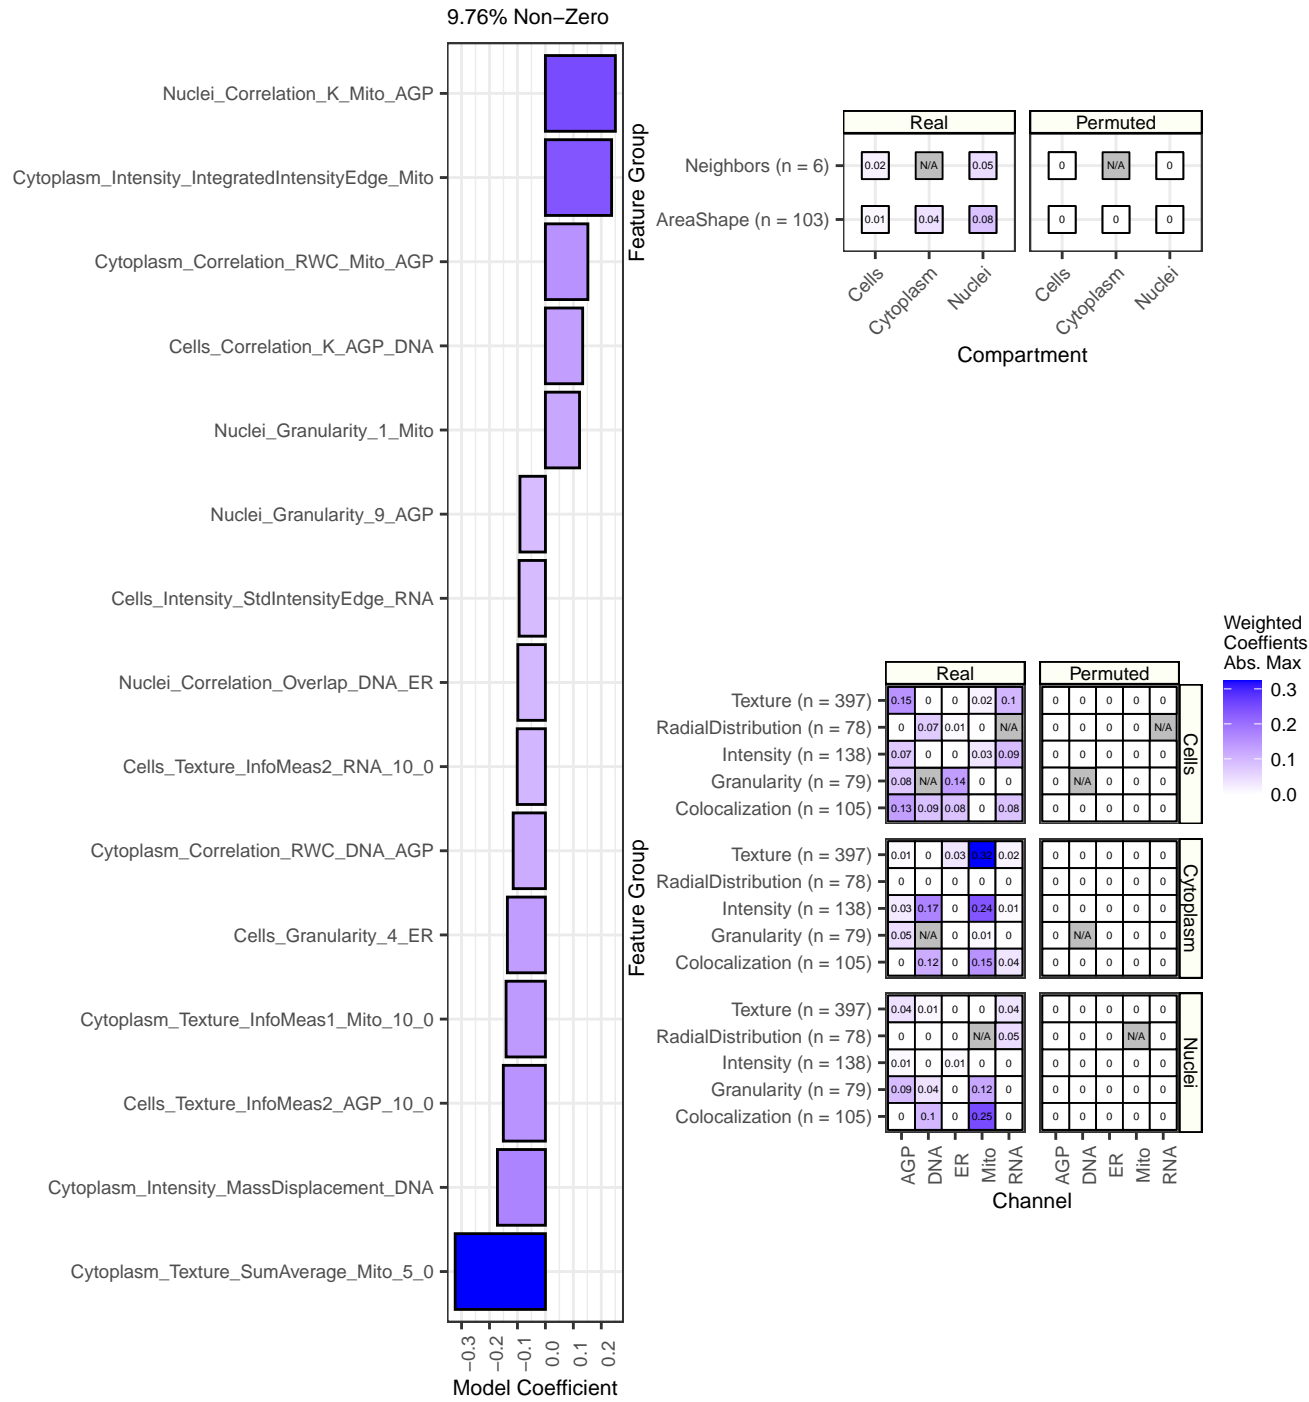 9.76% Non−Zero
Nuclei_Correlation_K_Mito_AGP
Cytoplasm_Intensity_IntegratedIntensityEdge_Mito
Cytoplasm_Correlation_RWC_Mito_AGP
Cells_Correlation_K_AGP_DNA
Nuclei_Granularity_1_Mito
Nuclei_Granularity_9_AGP
Cells_Intensity_StdIntensityEdge_RNA
Nuclei_Correlation_Overlap_DNA_ER
Cells_Texture_InfoMeas2_RNA_10_0
Cytoplasm_Correlation_RWC_DNA_AGP
Cells_Granularity_4_ER
Cytoplasm_Texture_InfoMeas1_Mito_10_0
Cells_Texture_InfoMeas2_AGP_10_0
Cytoplasm_Intensity_MassDisplacement_DNA
Cytoplasm_Texture_SumAverage_Mito_5_0
−0.3 −0.2 −0.1 0.0 0.1 0.2
Model Coefficient
Feature Group
Real Permuted
Neighbors (n = 6) 0.02 N/A 0.05 0 N/A 0
AreaShape (n = 103) 0.01 0.04 0.08 0 0 0
Cells Cytoplasm Nuclei Cells Cytoplasm Nuclei
Compartment
Feature Group
Real Permuted
Texture (n = 397) 0.15 0 0 0.02 0.1 0 0 0 0 0
RadialDistribution (n = 78) 0 0.07 0.01 0 N/A 0 0 0 0 N/A
Intensity (n = 138) 0.07 0 0 0.03 0.09 0 0 0 0 0
Granularity (n = 79) 0.08 N/A 0.14 0 0 0 N/A 0 0 0
Colocalization (n = 105) 0.13 0.09 0.08 0 0.08 0 0 0 0 0
Cells
Texture (n = 397) 0.01 0 0.03 0.32 0.02 0 0 0 0 0
RadialDistribution (n = 78) 0 0 0 0 0 0 0 0 0 0
Intensity (n = 138) 0.03 0.17 0 0.24 0.01 0 0 0 0 0
Granularity (n = 79) 0.05 N/A 0 0.01 0 0 N/A 0 0 0
Colocalization (n = 105) 0 0.12 0 0.15 0.04 0 0 0 0 0
Cytoplasm
Texture (n = 397) 0.04 0.01 0 0 0.04 0 0 0 0 0
RadialDistribution (n = 78) 0 0 0 N/A 0.05 0 0 0 N/A 0
Intensity (n = 138) 0.01 0 0.01 0 0 0 0 0 0 0
Granularity (n = 79) 0.09 0.04 0 0.12 0 0 0 0 0 0
Colocalization (n = 105) 0 0.1 0 0.25 0 0 0 0 0 0
Nuclei
AGP DNA ER Mito RNA AGP DNA ER Mito RNA
Channel
Weighted
Coeffients
Abs. Max
0.3
0.2
0.1
0.0